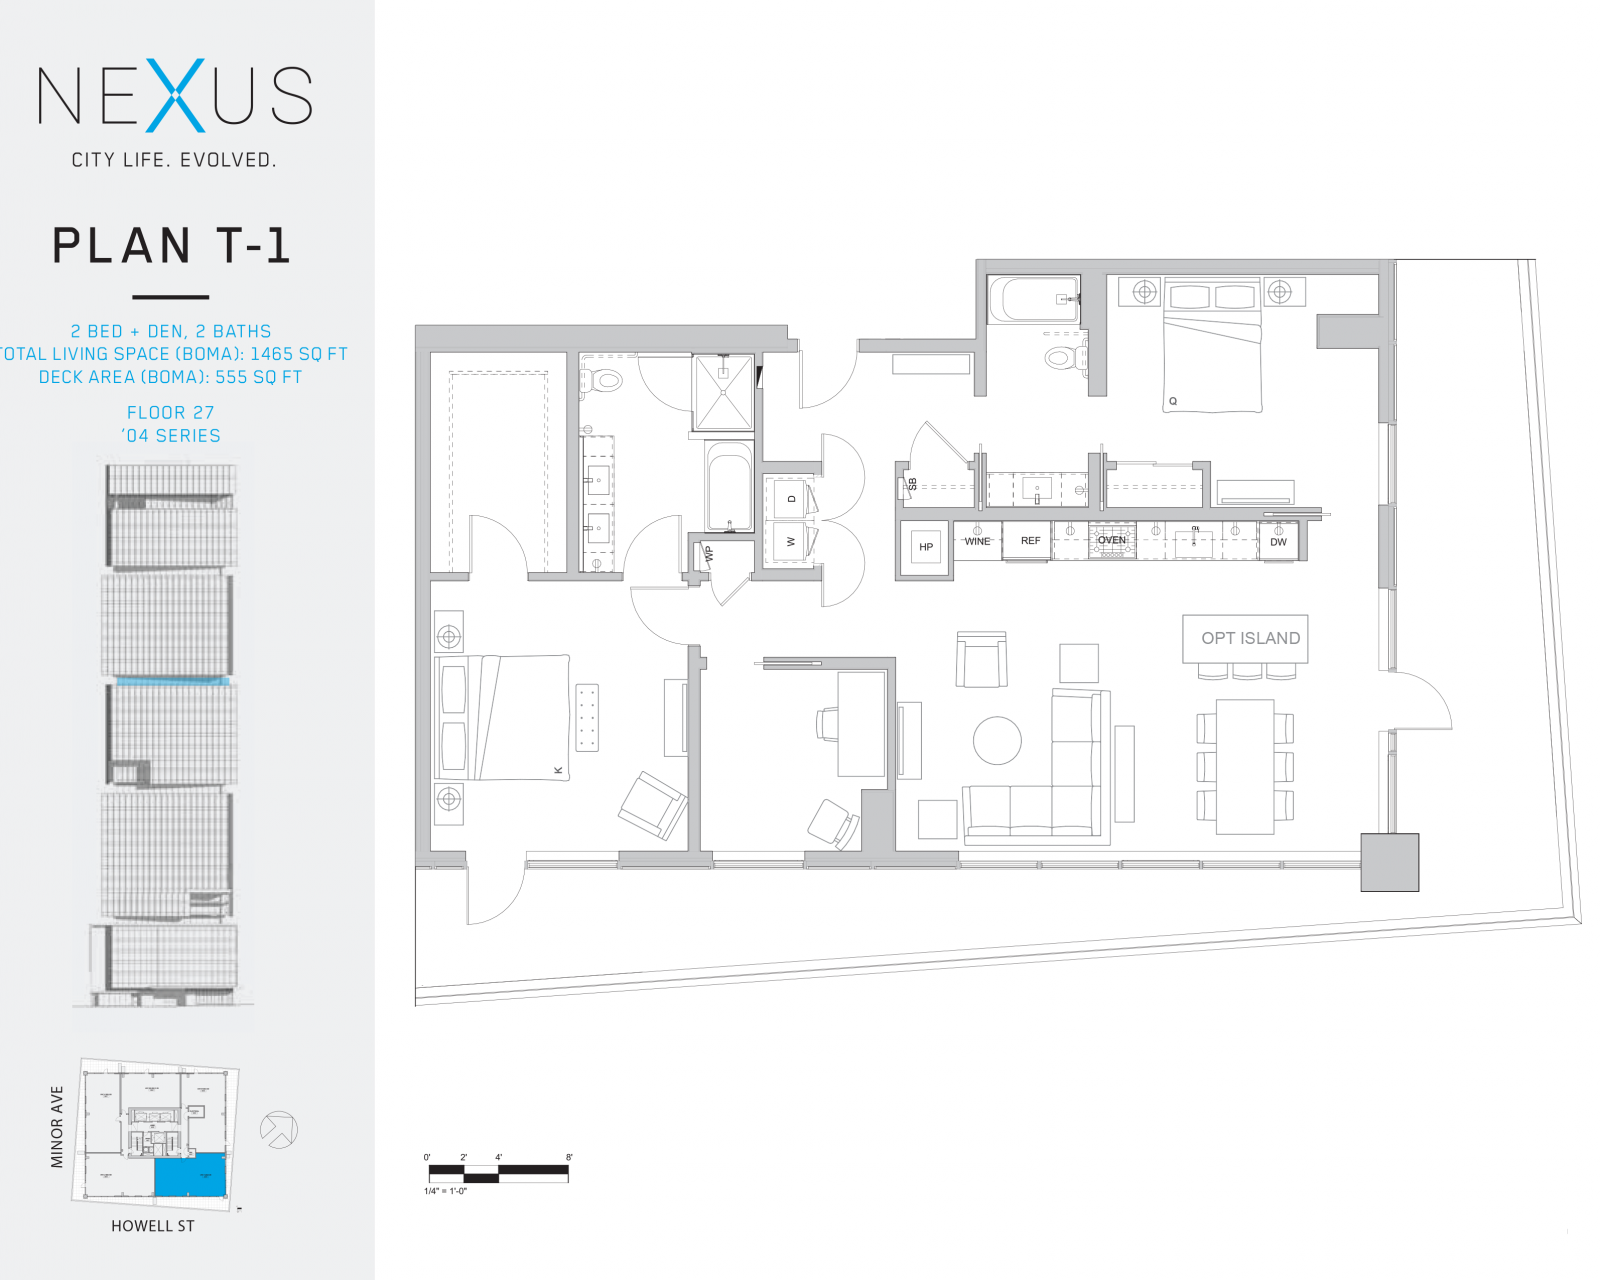 NEXUS
CITY LIFE. EVOLVED.
PLAN T-1
2 BED + DEN, 2 BATHS
TOTAL LIVING SPACE (BOMA): 1465 SQ FT
DECK AREA (BOMA): 555 SQ FT
FLOOR 27
'04 SERIES
MINOR AVE
HOWELL ST
Q
SB
D
W
WP
HP
WINE
REF
OVEN
DW
OPT ISLAND
K
0' 2' 4' 8'
1/4" = 1'-0"